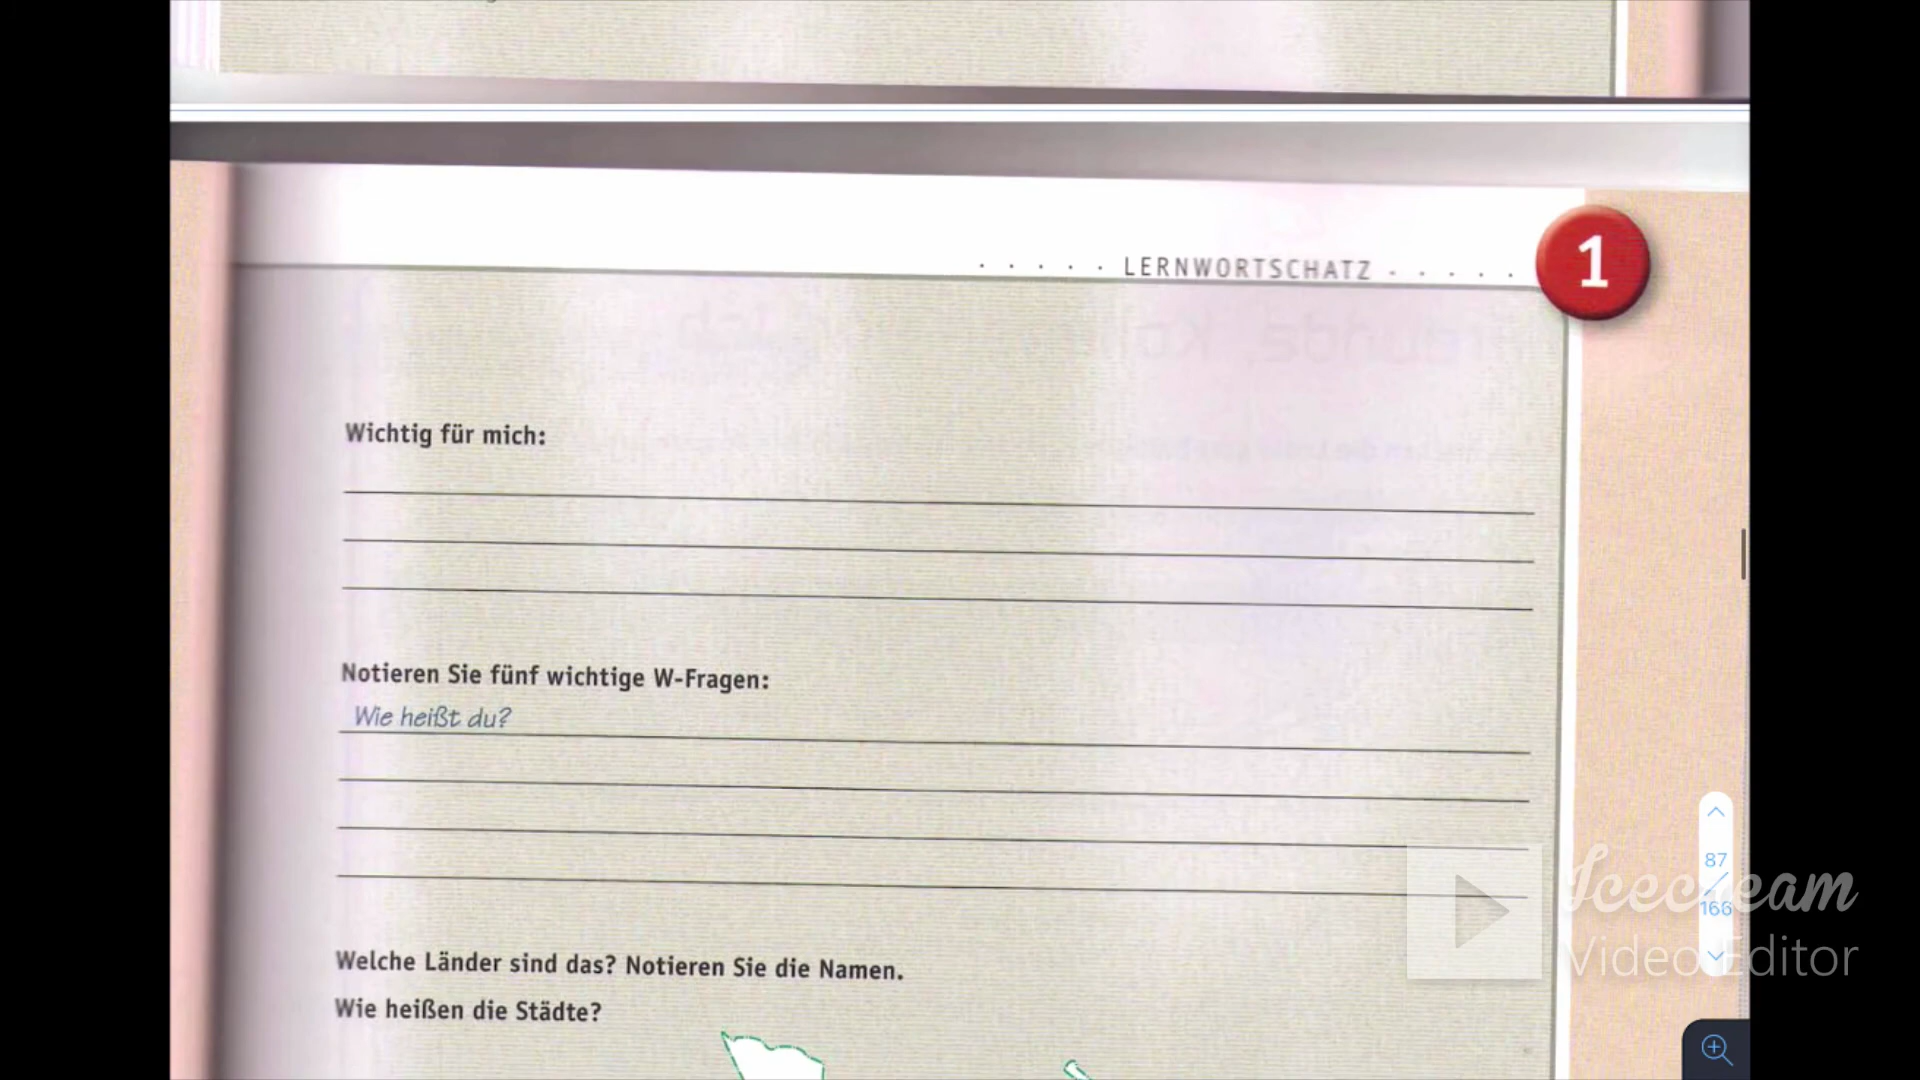 LERNWORTSCHATZ
1
Wichtig für mich:
Notieren Sie fünf wichtige W-Fragen:
Wie heißt du?
Welche Länder sind das? Notieren Sie die Namen.
Wie heißen die Städte?
87
/
166
Icecream
Video Editor